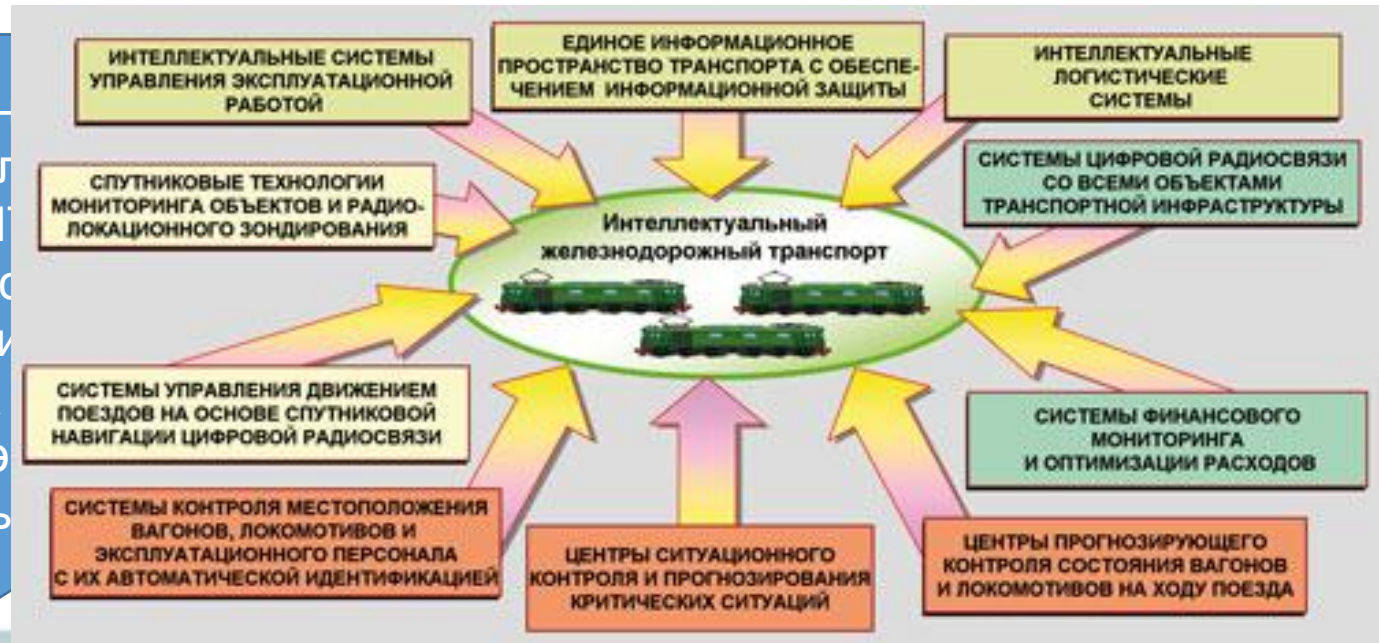 ИНТЕЛЛЕКТУАЛЬНЫЕ СИСТЕМЫ
УПРАВЛЕНИЯ ЭКСПЛУАТАЦИОННОЙ
РАБОТОЙ
ЕДИНОЕ ИНФОРМАЦИОННОЕ
ПРОСТРАНСТВО ТРАНСПОРТА С ОБЕСПЕ-
ЧЕНИЕМ ИНФОРМАЦИОННОЙ ЗАЩИТЫ
ИНТЕЛЛЕКТУАЛЬНЫЕ
ЛОГИСТИЧЕСКИЕ
СИСТЕМЫ
СПУТНИКОВЫЕ ТЕХНОЛОГИИ
МОНИТОРИНГА ОБЪЕКТОВ И РАДИО-
ЛОКАЦИОННОГО ЗОНДИРОВАНИЯ
СИСТЕМЫ ЦИФРОВОЙ РАДИОСВЯЗИ
СО ВСЕМИ ОБЪЕКТАМИ
ТРАНСПОРТНОЙ ИНФРАСТРУКТУРЫ
Интеллектуальный
железнодорожный транспорт
СИСТЕМЫ УПРАВЛЕНИЯ ДВИЖЕНИЕМ
ПОЕЗДОВ НА ОСНОВЕ СПУТНИКОВОЙ
НАВИГАЦИИ ЦИФРОВОЙ РАДИОСВЯЗИ
СИСТЕМЫ ФИНАНСОВОГО
МОНИТОРИНГА
И ОПТИМИЗАЦИИ РАСХОДОВ
СИСТЕМЫ КОНТРОЛЯ МЕСТОПОЛОЖЕНИЯ
ВАГОНОВ, ЛОКОМОТИВОВ И
ЭКСПЛУАТАЦИОННОГО ПЕРСОНАЛА
С ИХ АВТОМАТИЧЕСКОЙ ИДЕНТИФИКАЦИЕЙ
ЦЕНТРЫ СИТУАЦИОННОГО
КОНТРОЛЯ И ПРОГНОЗИРОВАНИЯ
КРИТИЧЕСКИХ СИТУАЦИЙ
ЦЕНТРЫ ПРОГНОЗИРУЮЩЕГО
КОНТРОЛЯ СОСТОЯНИЯ ВАГОНОВ
И ЛОКОМОТИВОВ НА ХОДУ ПОЕЗДА